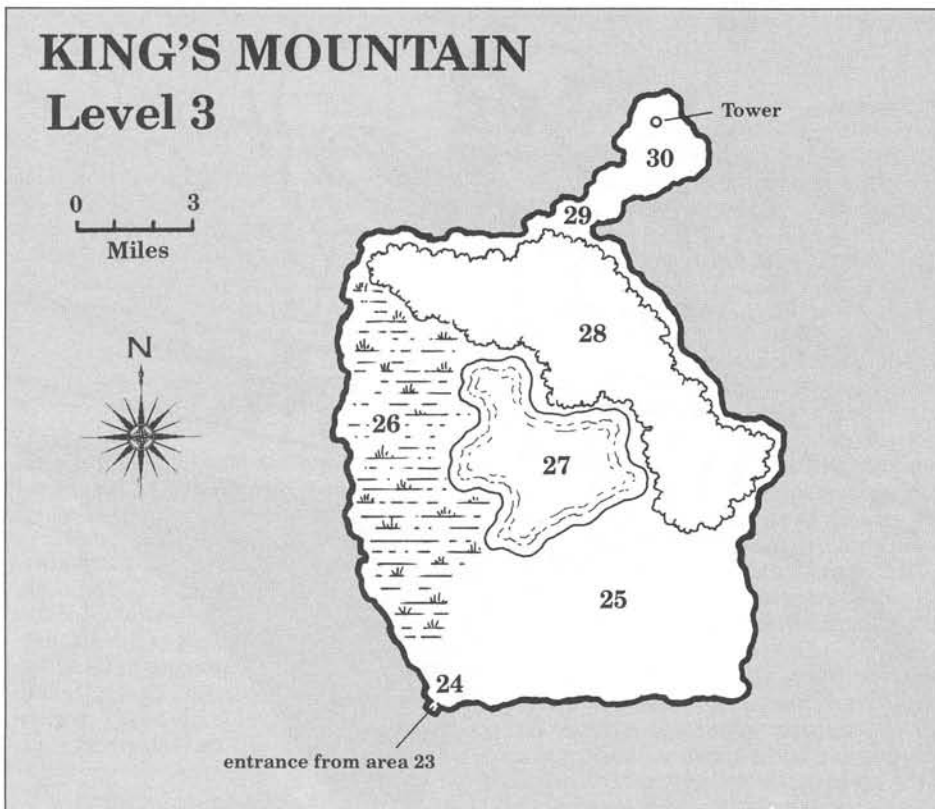 KING'S MOUNTAIN
Level 3
Tower
30
0 3
29
Miles
28
N
26
27
25
24
entrance from area 23